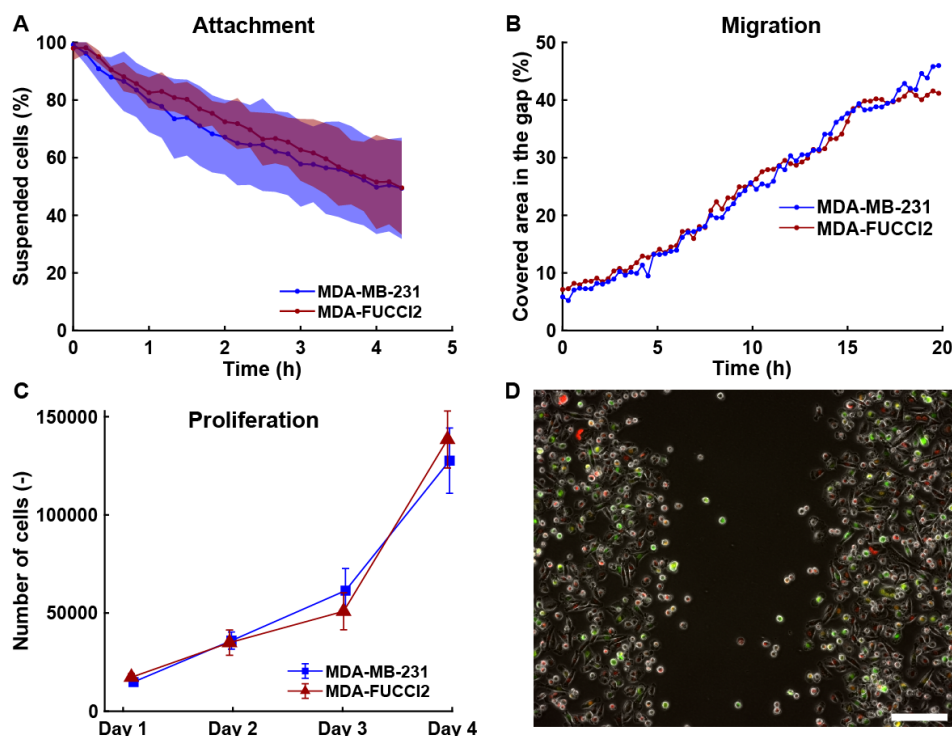 A
Attachment
100
80
60
40
20
0
Suspended cells (%)
MDA-MB-231
MDA-FUCCI2
0
1
2
3
4
5
Time (h)
B
Migration
50
40
30
20
10
0
Covered area in the gap (%)
MDA-MB-231
MDA-FUCCI2
0
5
10
15
20
Time (h)
C
Proliferation
150000
100000
50000
0
Number of cells (-)
MDA-MB-231
MDA-FUCCI2
Day 1
Day 2
Day 3
Day 4
D